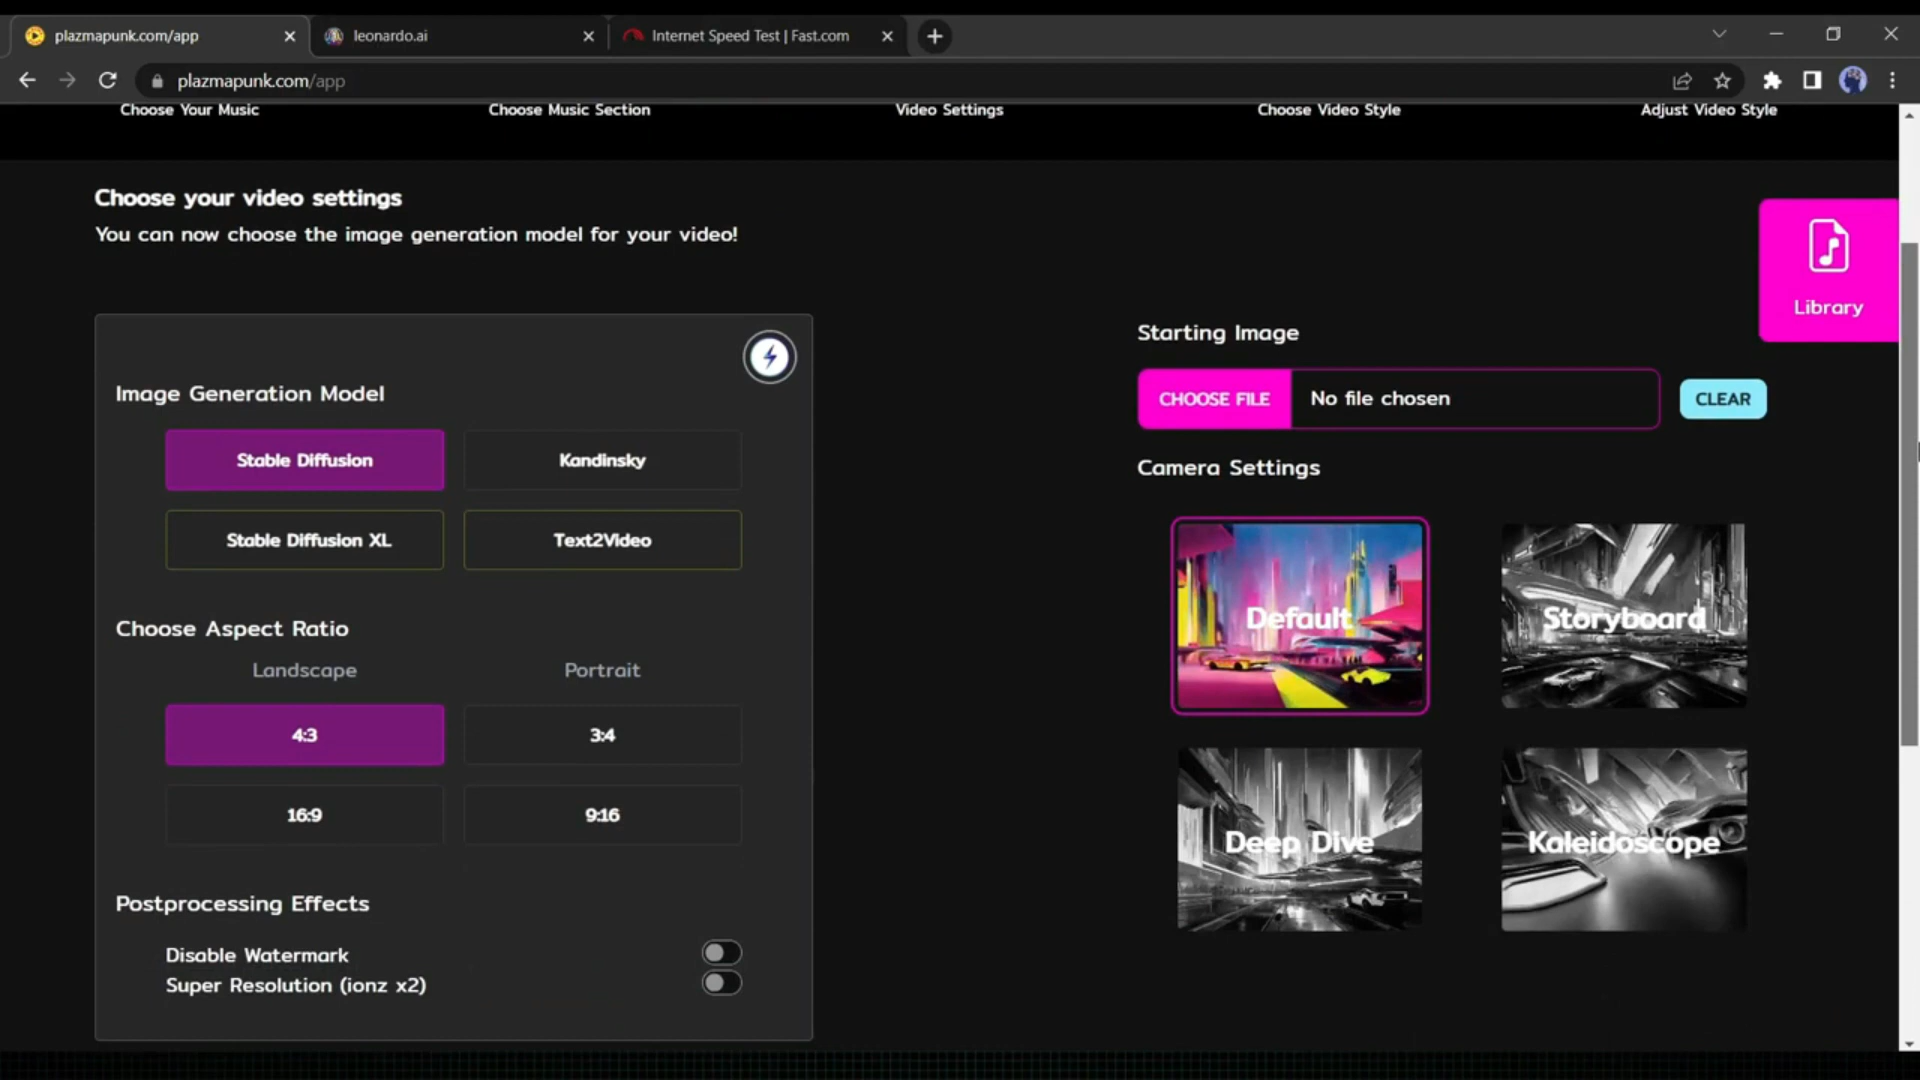 plazmapunk.com/app
leonardo.ai
Internet Speed Test | Fast.com
plazmapunk.com/app
Choose Your Music
Choose Music Section
Video Settings
Choose Video Style
Adjust Video Style
Choose your video settings
You can now choose the image generation model for your video!
Library
Image Generation Model
Stable Diffusion
Kandinsky
Stable Diffusion XL
Text2Video
Choose Aspect Ratio
Landscape
Portrait
4:3
3:4
16:9
9:16
Postprocessing Effects
Disable Watermark
Super Resolution (ionz x2)
Starting Image
CHOOSE FILE
No file chosen
CLEAR
Camera Settings
Default
Storyboard
Deep Dive
Kaleidoscope